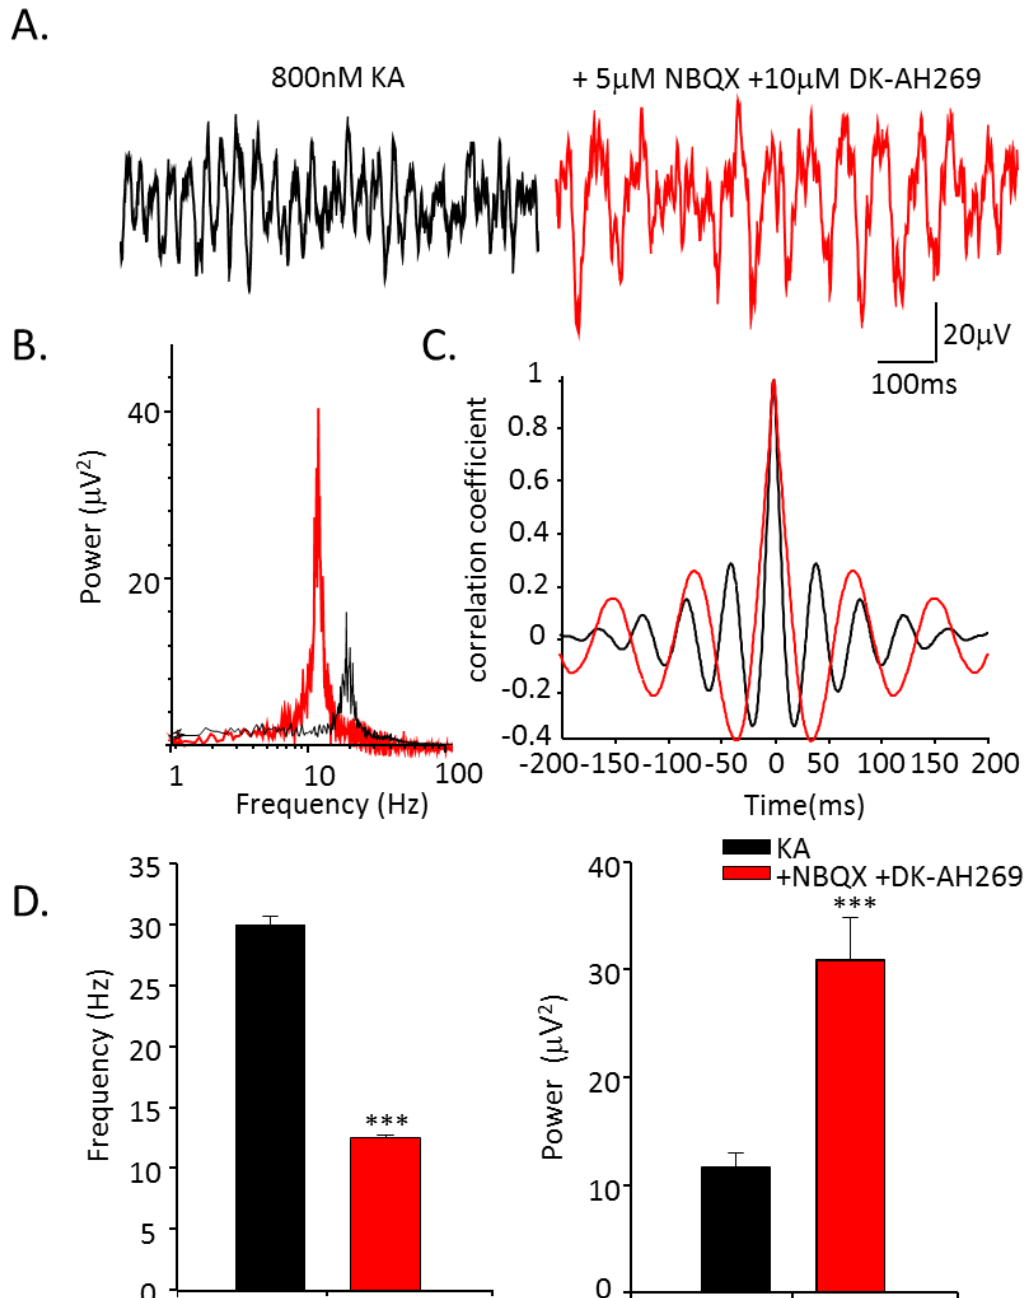 A.
800nM KA
+ 5μM NBQX +10μM DK-AH269
20μV
100ms
B.
Power (μV²)
40
20
1 10 100
Frequency (Hz)
C.
correlation coefficient
1
0.8
0.6
0.4
0.2
0
-0.2
-0.4
-200 -150 -100 -50 0 50 100 150 200
Time(ms)
D.
Frequency (Hz)
35
30
25
20
15
10
5
0
***
KA
+NBQX +DK-AH269
***
Power (μV²)
40
30
20
10
0